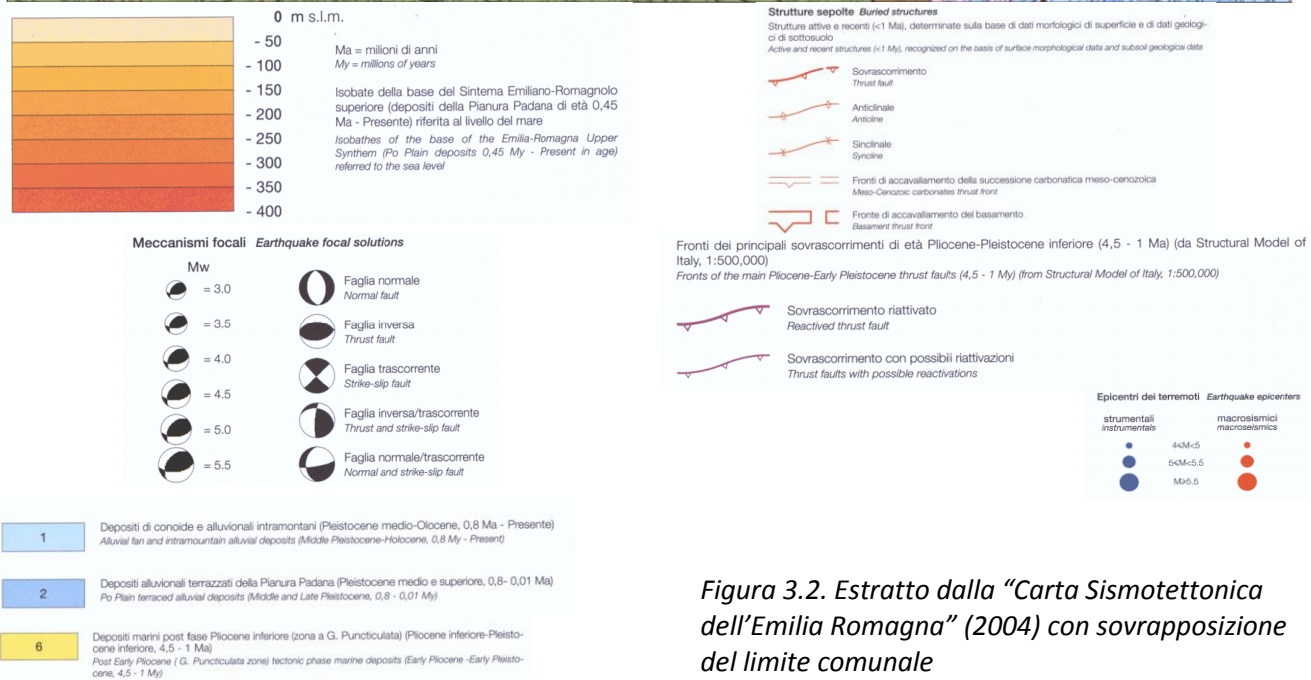 0 m s.l.m.
- 50
- 100
- 150
- 200
- 250
- 300
- 350
- 400
Ma = milioni di anni
My = millions of years
Isobate della base del Sintema Emiliano-Romagnolo
superiore (depositi della Pianura Padana di età 0,45
Ma - Presente) riferita al livello del mare
Isobathes of the base of the Emilia-Romagna Upper
Synthem (Po Plain deposits 0,45 My - Present in age)
referred to the sea level
Strutture sepolte Buried structures
Strutture attive e recenti (<1 Ma), determinate sulla base di dati morfologici di superficie e di dati geologi-
ci di sottosuolo
Active and recent structures (<1 My), recognized on the basis of surface morphological data and subsoil geological data
Sovrascorrimento
Thrust fault
Anticlinale
Anticline
Sinclinale
Syncline
Fronti di accavallamento della successione carbonatica meso-cenozoica
Meso-Cenozoic carbonates thrust front
Fronte di accavallamento del basamento
Basament thrust front
Fronti dei principali sovrascorrimenti di età Pliocene-Pleistocene inferiore (4,5 - 1 Ma) (da Structural Model of
Italy, 1:500,000)
Fronts of the main Pliocene-Early Pleistocene thrust faults (4,5 - 1 My) (from Structural Model of Italy, 1:500,000)
Sovrascorrimento riattivato
Reactived thrust fault
Sovrascorrimento con possibii riattivazioni
Thrust faults with possible reactivations
Meccanismi focali Earthquake focal solutions
Mw
= 3.0
= 3.5
= 4.0
= 4.5
= 5.0
= 5.5
Faglia normale
Normal fault
Faglia inversa
Thrust fault
Faglia trascorrente
Strike-slip fault
Faglia inversa/trascorrente
Thrust and strike-slip fault
Faglia normale/trascorrente
Normal and strike-slip fault
Epicentri dei terremoti Earthquake epicenters
strumentali macrosismici
instrumentals macroseismics
4≤M<5
5≤M<5.5
M≥5.5
1
Depositi di conoide e alluvionali intramontani (Pleistocene medio-Olocene, 0,8 Ma - Presente)
Alluvial fan and intramountain alluvial deposits (Middle Pleistocene-Holocene, 0,8 My - Present)
2
Depositi alluvionali terrazzati della Pianura Padana (Pleistocene medio e superiore, 0,8- 0,01 Ma)
Po Plain terraced alluvial deposits (Middle and Late Pleistocene, 0,8 - 0,01 My)
6
Depositi marini post fase Pliocene inferiore (zona a G. Puncticulata) (Pliocene inferiore-Pleisto-
cene inferiore, 4,5 - 1 Ma)
Post Early Pliocene ( G. Puncticulata zone) tectonic phase marine deposits (Early Pliocene -Early Pleisto-
cene, 4,5 - 1 My)
Figura 3.2. Estratto dalla “Carta Sismotettonica
dell’Emilia Romagna” (2004) con sovrapposizione
del limite comunale